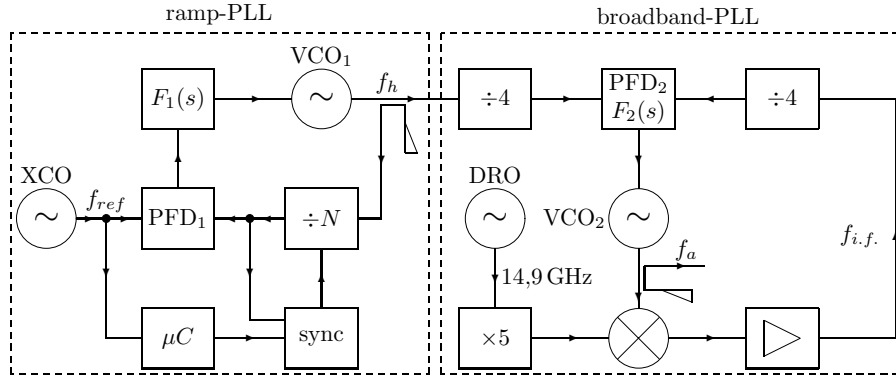 ramp-PLL
broadband-PLL
VCO₁
F₁(s)
∼
f_h
÷4
PFD₂
F₂(s)
÷4
XCO
∼
f_ref
PFD₁
÷N
DRO
∼
VCO₂
∼
f_a
f_i.f.
14,9 GHz
μC
sync
×5